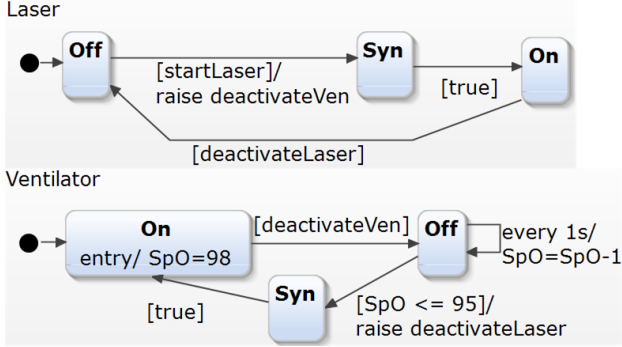 Laser
Off
Syn
On
[startLaser]/
raise deactivateVen
[true]
[deactivateLaser]
Ventilator
On
entry/ SpO=98
[deactivateVen]
Off
every 1s/
SpO=SpO-1
Syn
[true]
[SpO <= 95]/
raise deactivateLaser